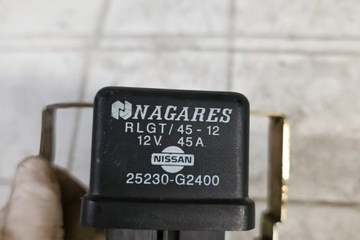 NAGARES
RLGT/45-12
12V. 45A
NISSAN
25230-G2400